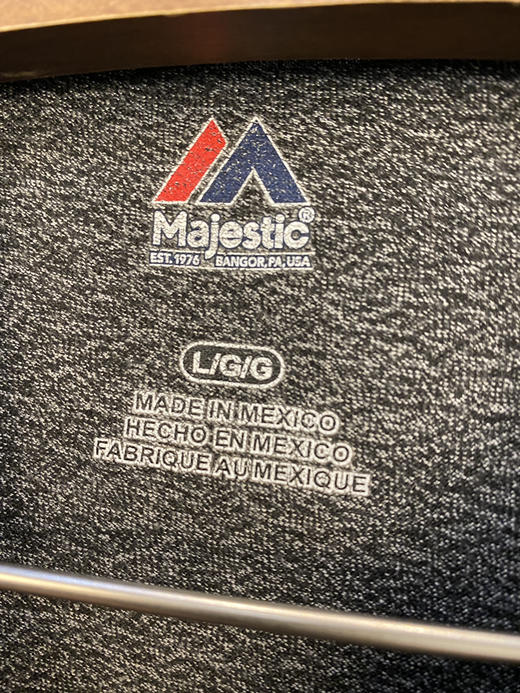 Majestic®
EST. 1976 BANGOR, PA, USA
L/G/G
MADE IN MEXICO
HECHO EN MEXICO
FABRIQUE AU MEXIQUE